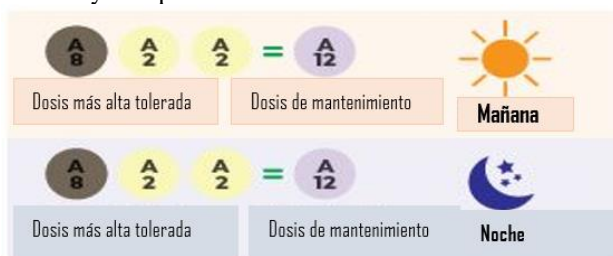 A A A = A
8 2 2 12
Dosis más alta tolerada Dosis de mantenimiento Mañana
A A A = A
8 2 2 12
Dosis más alta tolerada Dosis de mantenimiento Noche